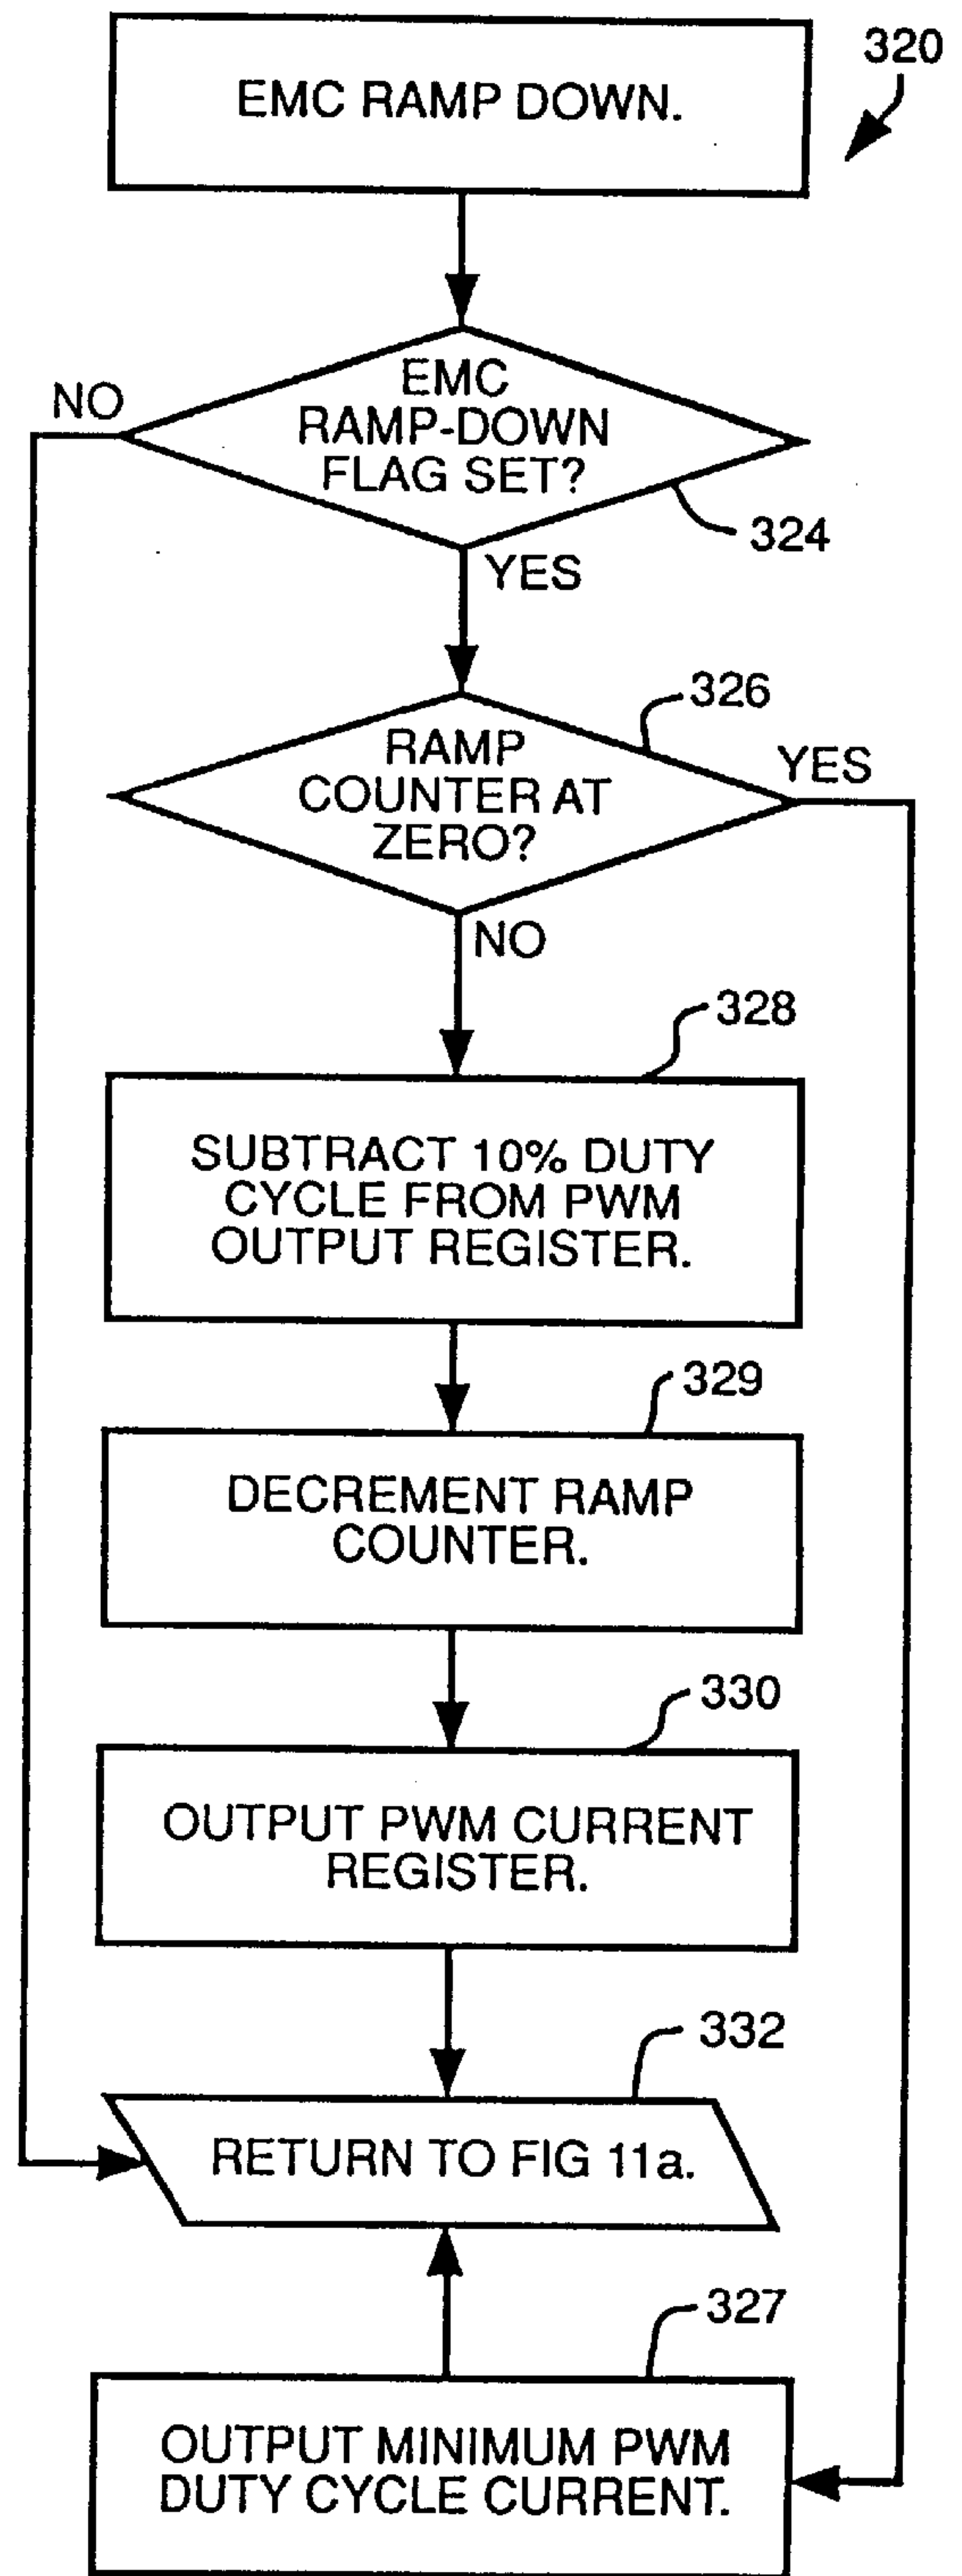 320
EMC RAMP DOWN.
NO
EMC
RAMP-DOWN
FLAG SET?
324
YES
326
RAMP
COUNTER AT
ZERO?
YES
NO
328
SUBTRACT 10% DUTY
CYCLE FROM PWM
OUTPUT REGISTER.
329
DECREMENT RAMP
COUNTER.
330
OUTPUT PWM CURRENT
REGISTER.
332
RETURN TO FIG 11a.
327
OUTPUT MINIMUM PWM
DUTY CYCLE CURRENT.